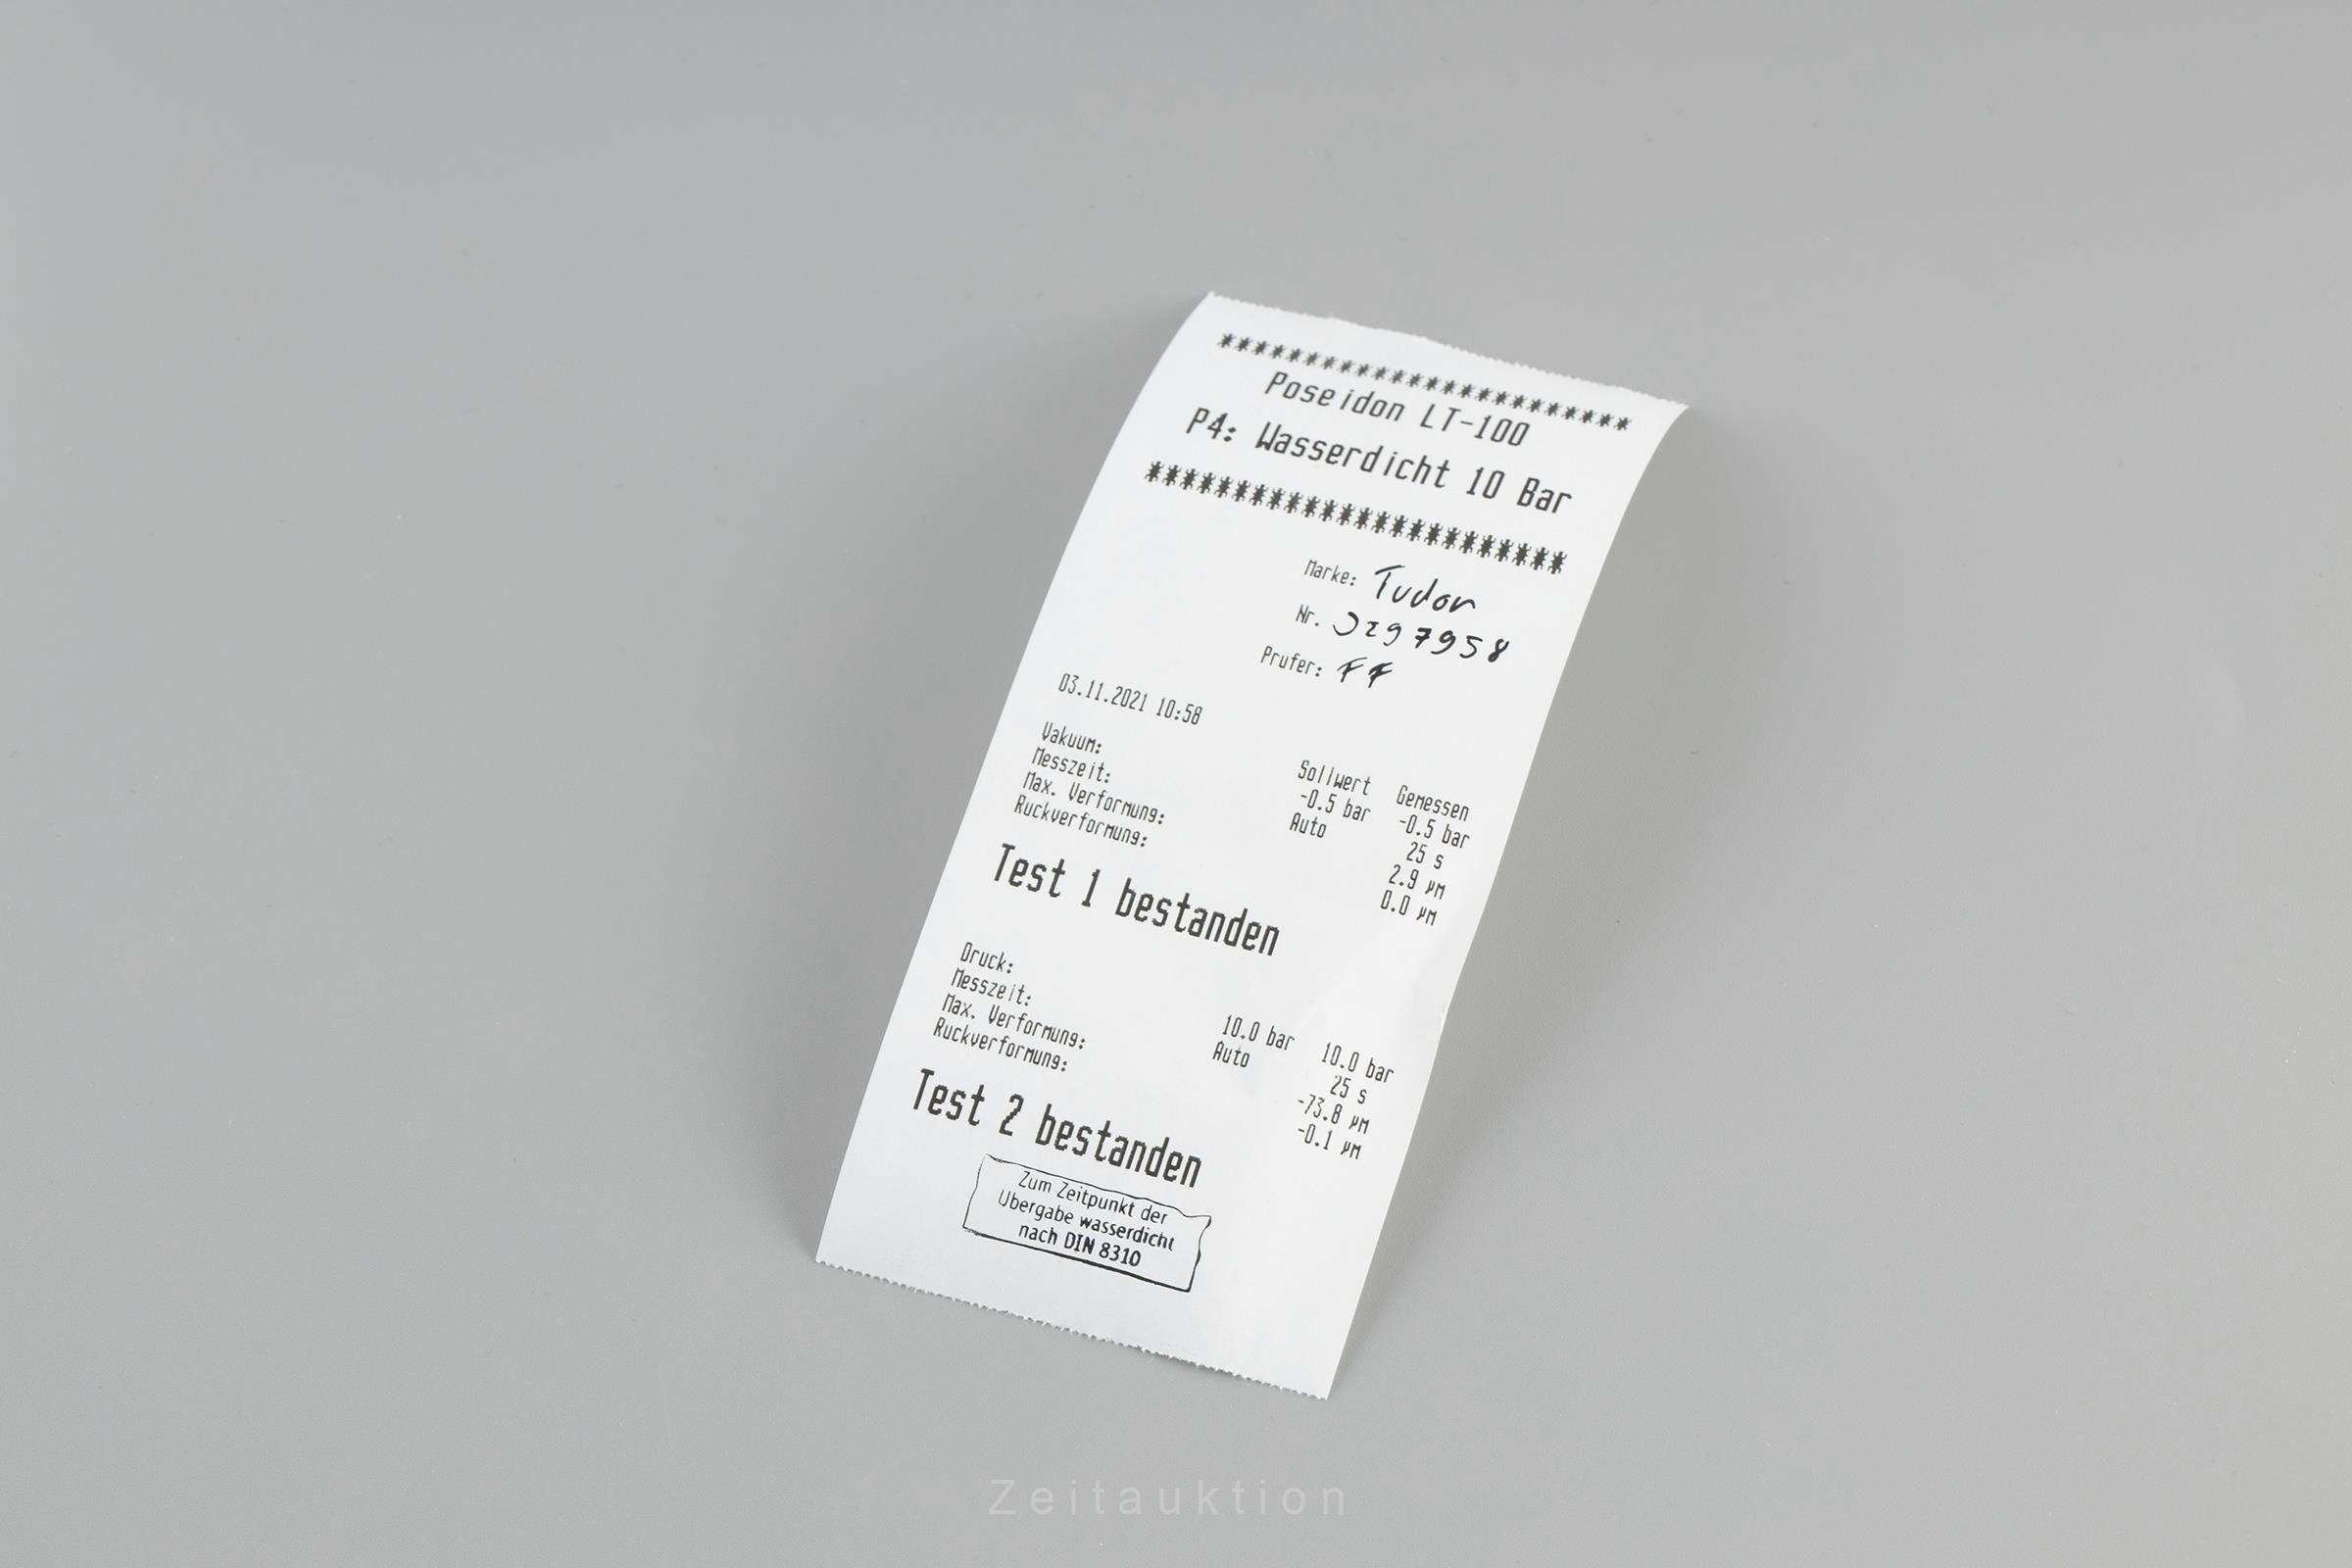 ************************
Poseidon LT-100
P4: Wasserdicht 10 Bar
************************
Marke: Tudor
Nr. J297958
Prufer: FF
03.11.2021 10:58
Sollwert Gemessen
Vakuum: -0.5 bar -0.5 bar
Messzeit: Auto 25 s
Max. Verformung: 2.9 µm
Ruckverformung: 0.0 µm
Test 1 bestanden
Druck: 10.0 bar 10.0 bar
Messzeit: Auto 25 s
Max. Verformung: -73.8 µm
Ruckverformung: -0.1 µm
Test 2 bestanden
Zum Zeitpunkt der
Übergabe wasserdicht
nach DIN 8310
Zeitauktion